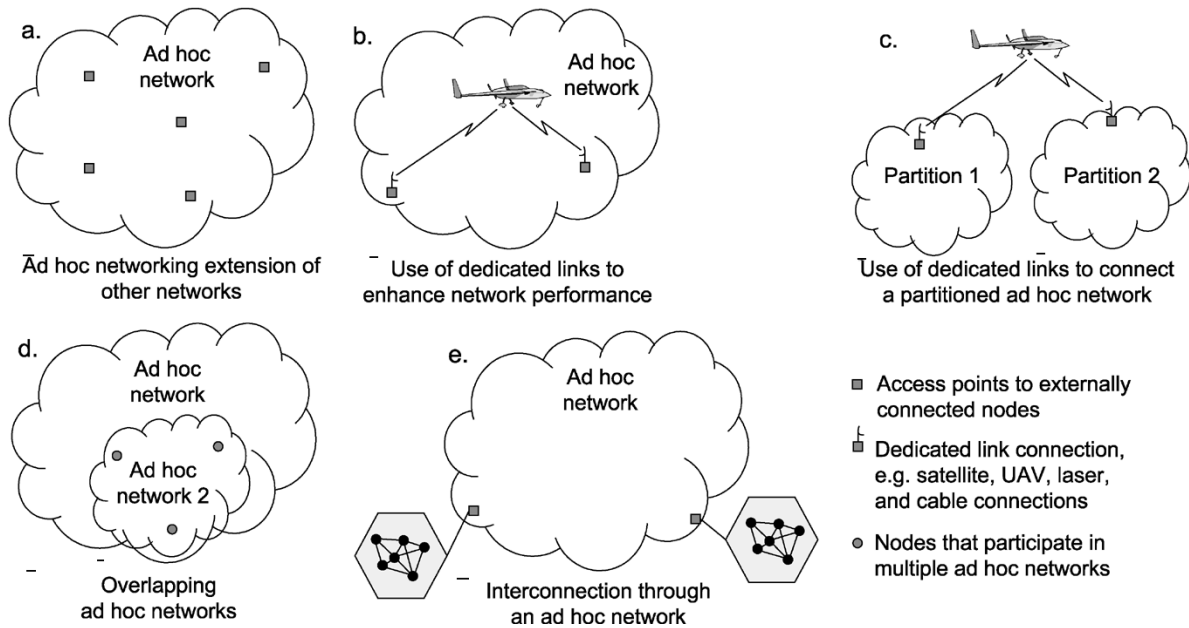 a.
Ad hoc
network
Ad hoc networking extension of
other networks
b.
Ad hoc
network
Use of dedicated links to
enhance network performance
c.
Partition 1
Partition 2
Use of dedicated links to connect
a partitioned ad hoc network
d.
Ad hoc
network
Ad hoc
network 2
Overlapping
ad hoc networks
e.
Ad hoc
network
Interconnection through
an ad hoc network
Access points to externally
connected nodes
Dedicated link connection,
e.g. satellite, UAV, laser,
and cable connections
Nodes that participate in
multiple ad hoc networks